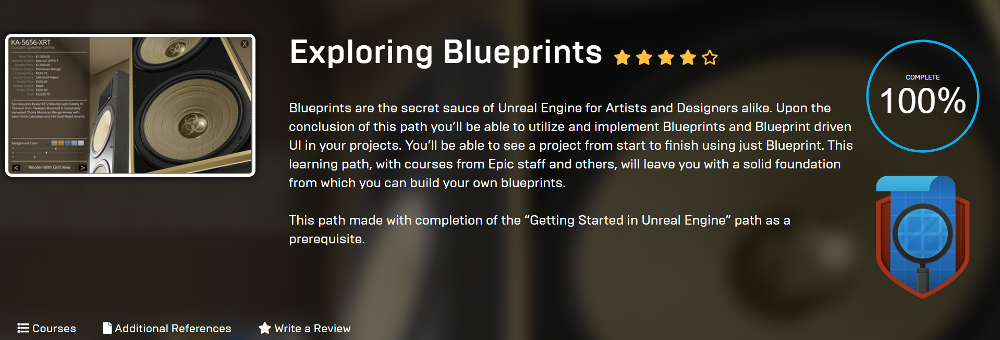 KA-5656-XRT
Custom Speaker Series
X
Base Price : $1,500.00
Speaker Choice : Epic K212/FFX-T
Speaker Price : $1,000.00
Cabinet Choice : Morrocan Wenge
Cabinet Price : $235.75
Accent Choice : 24K Gold Plated
Accent Price : $500.00
Screen Choice : Black
Screen Price : $300.00
Total : $3,535.75
Epic Acoustics Kevlar K212 Woofers with Fidelity FX
Titanium Horn Tweeters Mounted in Sustainably
Harvested Choice Morrocan Wenge Veneer with
Satin Finish Cabinettes and 24K Gold Plated Accents
Background Color
< Woofer With Grill View >
Exploring Blueprints
Blueprints are the secret sauce of Unreal Engine for Artists and Designers alike. Upon the
conclusion of this path you’ll be able to utilize and implement Blueprints and Blueprint driven
UI in your projects. You’ll be able to see a project from start to finish using just Blueprint. This
learning path, with courses from Epic staff and others, will leave you with a solid foundation
from which you can build your own blueprints.
This path made with completion of the “Getting Started in Unreal Engine” path as a
prerequisite.
COMPLETE
100%
Courses
Additional References
Write a Review